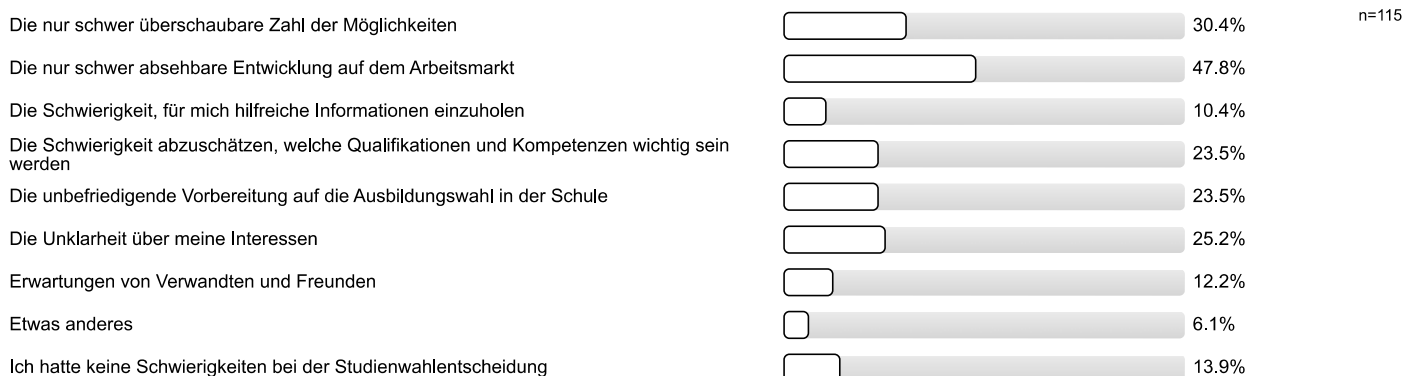 Die nur schwer überschaubare Zahl der Möglichkeiten 30.4% n=115
Die nur schwer absehbare Entwicklung auf dem Arbeitsmarkt 47.8%
Die Schwierigkeit, für mich hilfreiche Informationen einzuholen 10.4%
Die Schwierigkeit abzuschätzen, welche Qualifikationen und Kompetenzen wichtig sein
werden 23.5%
Die unbefriedigende Vorbereitung auf die Ausbildungswahl in der Schule 23.5%
Die Unklarheit über meine Interessen 25.2%
Erwartungen von Verwandten und Freunden 12.2%
Etwas anderes 6.1%
Ich hatte keine Schwierigkeiten bei der Studienwahlentscheidung 13.9%